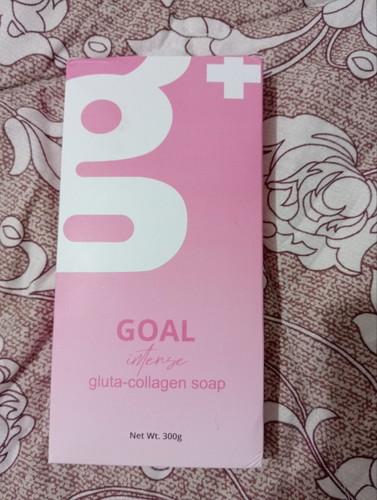 g+
GOAL
intense
gluta-collagen soap
Net Wt. 300g